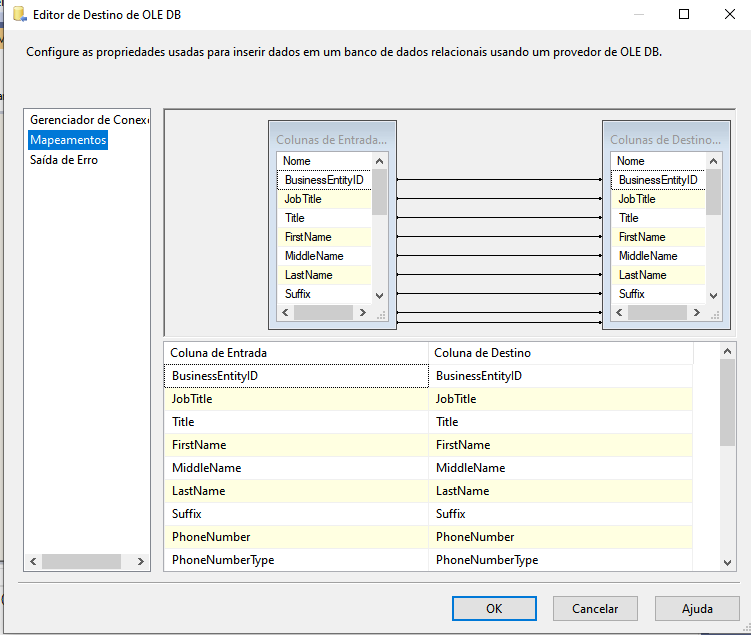 Editor de Destino de OLE DB
Configure as propriedades usadas para inserir dados em um banco de dados relacionais usando um provedor de OLE DB.
Gerenciador de Conexõ
Mapeamentos
Saída de Erro
Colunas de Entrada...
Nome
BusinessEntityID
JobTitle
Title
FirstName
MiddleName
LastName
Suffix
Colunas de Destino...
Nome
BusinessEntityID
JobTitle
Title
FirstName
MiddleName
LastName
Suffix
Coluna de Entrada Coluna de Destino
BusinessEntityID BusinessEntityID
JobTitle JobTitle
Title Title
FirstName FirstName
MiddleName MiddleName
LastName LastName
Suffix Suffix
PhoneNumber PhoneNumber
PhoneNumberType PhoneNumberType
OK Cancelar Ajuda